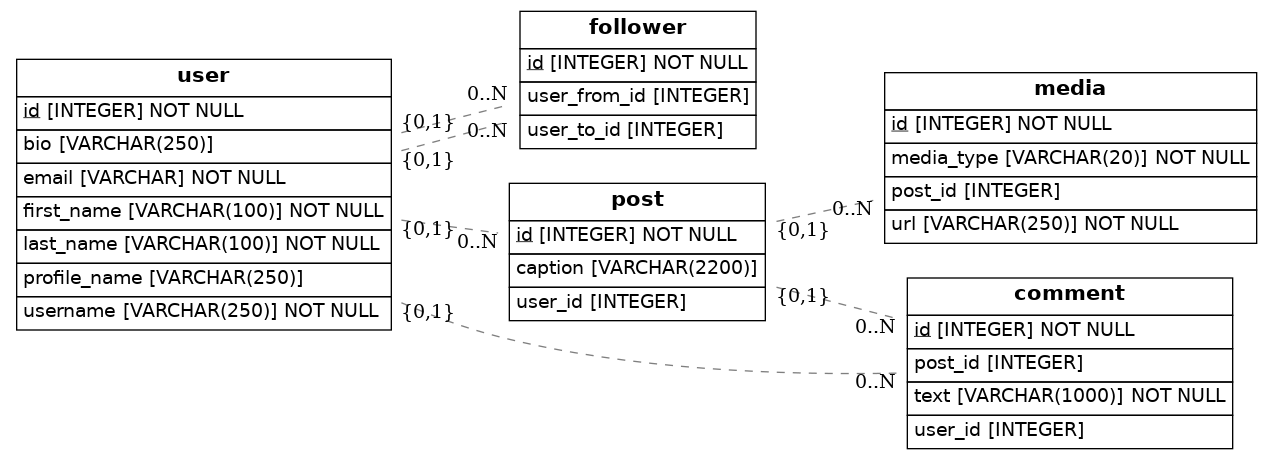 user
id [INTEGER] NOT NULL
bio [VARCHAR(250)]
email [VARCHAR] NOT NULL
first_name [VARCHAR(100)] NOT NULL
last_name [VARCHAR(100)] NOT NULL
profile_name [VARCHAR(250)]
username [VARCHAR(250)] NOT NULL
{0,1}
{0,1}
{0,1}
{0,1}
0..N
0..N
0..N
follower
id [INTEGER] NOT NULL
user_from_id [INTEGER]
user_to_id [INTEGER]
post
id [INTEGER] NOT NULL
caption [VARCHAR(2200)]
user_id [INTEGER]
{0,1}
{0,1}
0..N
0..N
0..N
media
id [INTEGER] NOT NULL
media_type [VARCHAR(20)] NOT NULL
post_id [INTEGER]
url [VARCHAR(250)] NOT NULL
comment
id [INTEGER] NOT NULL
post_id [INTEGER]
text [VARCHAR(1000)] NOT NULL
user_id [INTEGER]